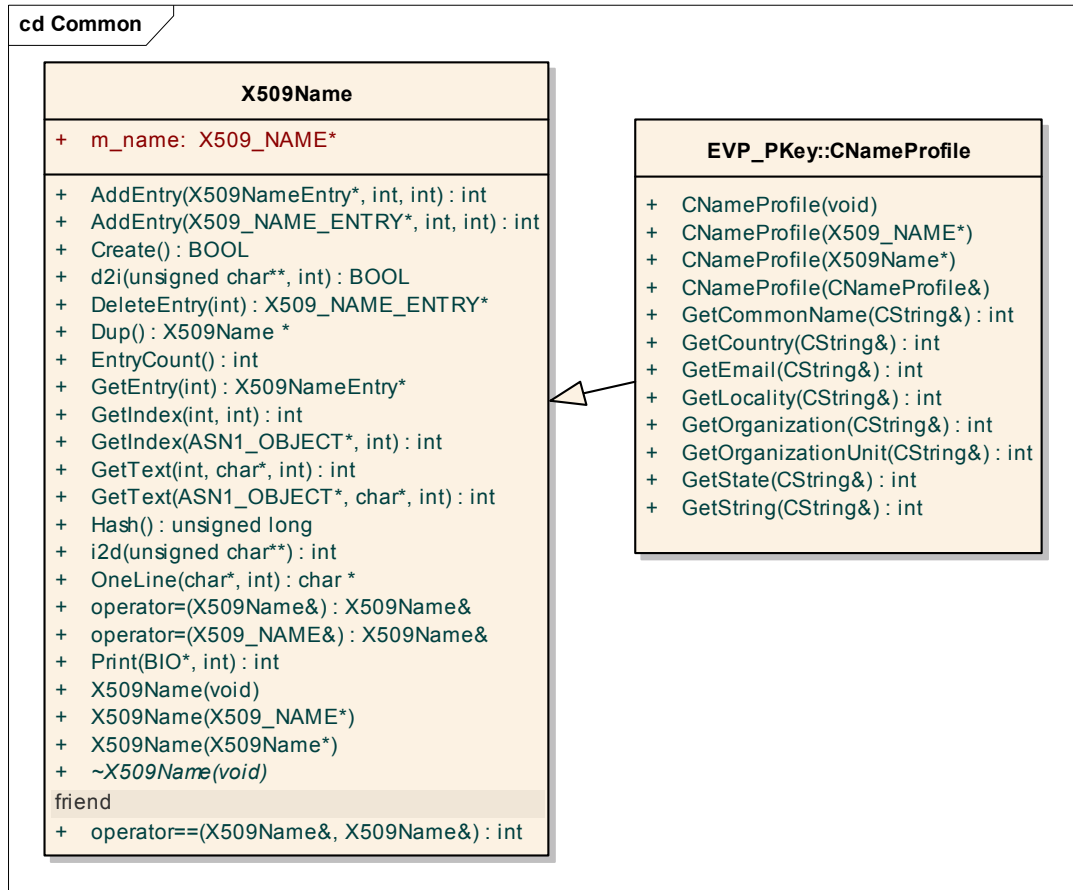 cd Common
X509Name
+ m_name: X509_NAME*
+ AddEntry(X509NameEntry*, int, int) : int
+ AddEntry(X509_NAME_ENTRY*, int, int) : int
+ Create() : BOOL
+ d2i(unsigned char**, int) : BOOL
+ DeleteEntry(int) : X509_NAME_ENTRY*
+ Dup() : X509Name *
+ EntryCount() : int
+ GetEntry(int) : X509NameEntry*
+ GetIndex(int, int) : int
+ GetIndex(ASN1_OBJECT*, int) : int
+ GetText(int, char*, int) : int
+ GetText(ASN1_OBJECT*, char*, int) : int
+ Hash() : unsigned long
+ i2d(unsigned char**) : int
+ OneLine(char*, int) : char *
+ operator=(X509Name&) : X509Name&
+ operator=(X509_NAME&) : X509Name&
+ Print(BIO*, int) : int
+ X509Name(void)
+ X509Name(X509_NAME*)
+ X509Name(X509Name*)
+ ~X509Name(void)
friend
+ operator==(X509Name&, X509Name&) : int
EVP_PKey::CNameProfile
+ CNameProfile(void)
+ CNameProfile(X509_NAME*)
+ CNameProfile(X509Name*)
+ CNameProfile(CNameProfile&)
+ GetCommonName(CString&) : int
+ GetCountry(CString&) : int
+ GetEmail(CString&) : int
+ GetLocality(CString&) : int
+ GetOrganization(CString&) : int
+ GetOrganizationUnit(CString&) : int
+ GetState(CString&) : int
+ GetString(CString&) : int